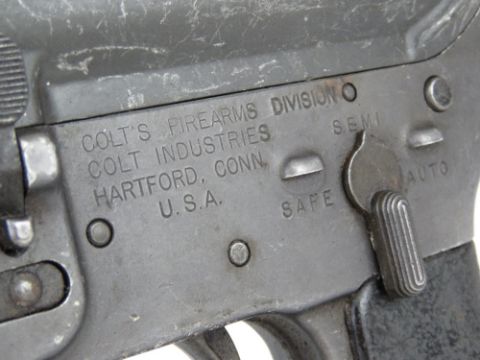 COLT'S FIREARMS DIVISION
COLT INDUSTRIES
HARTFORD, CONN.
U.S.A.
SEMI
SAFE
AUTO